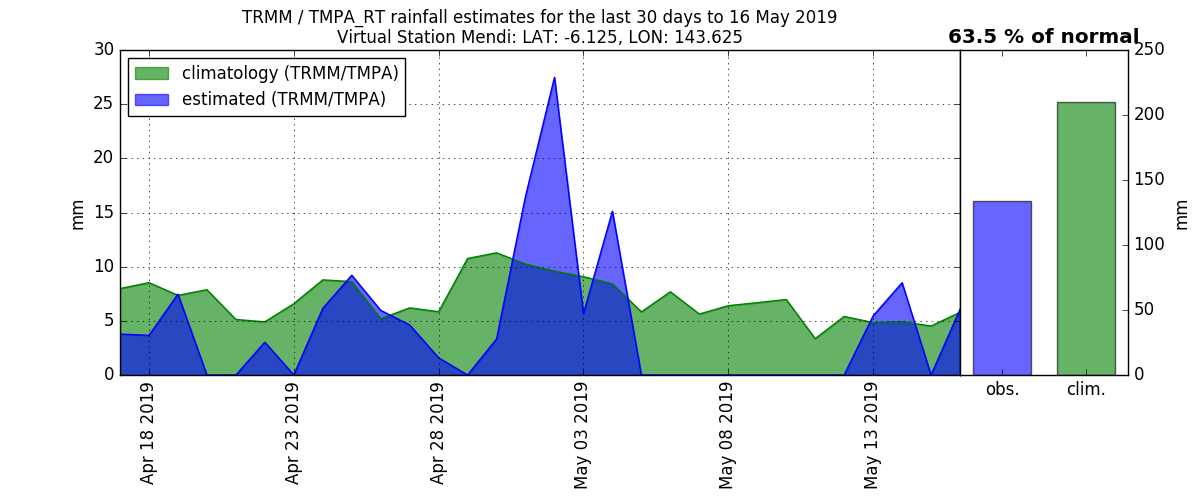 TRMM / TMPA_RT rainfall estimates for the last 30 days to 16 May 2019
Virtual Station Mendi: LAT: -6.125, LON: 143.625
63.5 % of normal
climatology (TRMM/TMPA)
estimated (TRMM/TMPA)
30
25
20
15
10
5
0
mm
Apr 18 2019
Apr 23 2019
Apr 28 2019
May 03 2019
May 08 2019
May 13 2019
250
200
150
100
50
0
mm
obs.
clim.